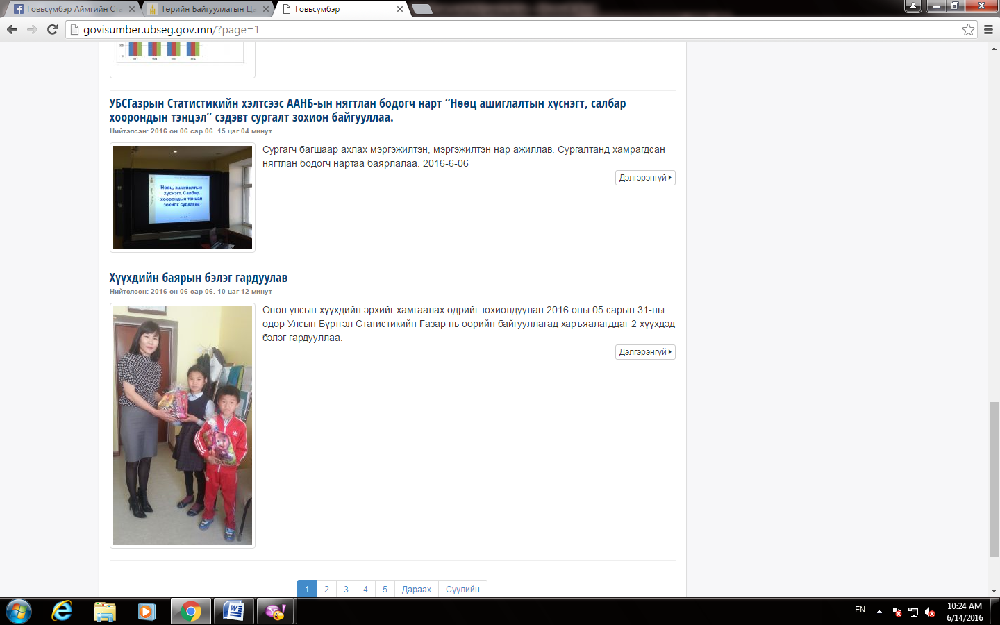 Говьсүмбэр Аймгийн Ста
Төрийн Байгууллагын Ца
Говьсүмбэр
govisumber.ubseg.gov.mn/?page=1
УБСГазрын Статистикийн хэлтсээс ААНБ-ын нягтлан бодогч нарт “Нөөц ашиглалтын хүснэгт, салбар
хоорондын тэнцэл” сэдэвт сургалт зохион байгууллаа.
Нийтэлсэн: 2016 он 06 сар 06. 15 цаг 04 минут
Сургагч багшаар ахлах мэргэжилтэн, мэргэжилтэн нар ажиллав. Сургалтанд хамрагдсан
нягтлан бодогч нартаа баярлалаа. 2016-6-06
Дэлгэрэнгүй
Нөөц, ашиглалтын
хүснэгт, Салбар
хоорондын тэнцэл
зохиох судалгаа
Хүүхдийн баярын бэлэг гардуулав
Нийтэлсэн: 2016 он 06 сар 06. 10 цаг 12 минут
Олон улсын хүүхдийн эрхийг хамгаалах өдрийг тохиолдуулан 2016 оны 05 сарын 31-ны
өдөр Улсын Бүртгэл Статистикийн Газар нь өөрийн байгууллагад харъяалагддаг 2 хүүхдэд
бэлэг гардууллаа.
Дэлгэрэнгүй
1 2 3 4 5 Дараах Сүүлийн
EN
10:24 AM
6/14/2016